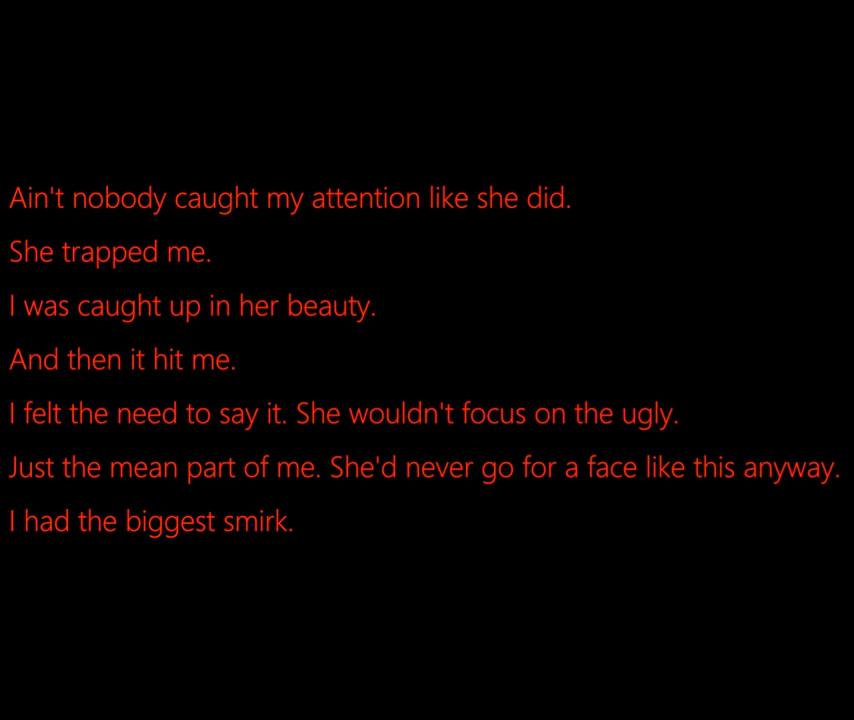 Ain't nobody caught my attention like she did.
She trapped me.
I was caught up in her beauty.
And then it hit me.
I felt the need to say it. She wouldn't focus on the ugly.
Just the mean part of me. She'd never go for a face like this anyway.
I had the biggest smirk.